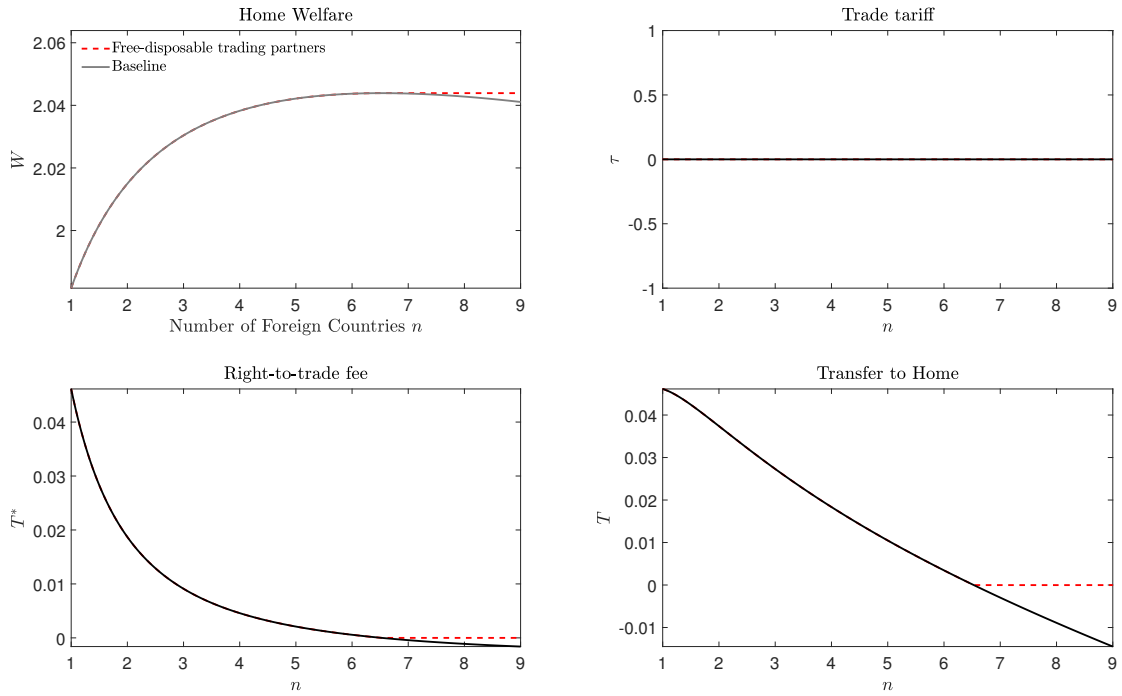 Home Welfare
2.06
2.04
2.02
2
W
Free-disposable trading partners
Baseline
1 2 3 4 5 6 7 8 9
Number of Foreign Countries n
Trade tariff
1
0.5
0
-0.5
-1
τ
1 2 3 4 5 6 7 8 9
n
Right-to-trade fee
0.04
0.03
0.02
0.01
0
T*
1 2 3 4 5 6 7 8 9
n
Transfer to Home
0.04
0.03
0.02
0.01
0
-0.01
T
1 2 3 4 5 6 7 8 9
n